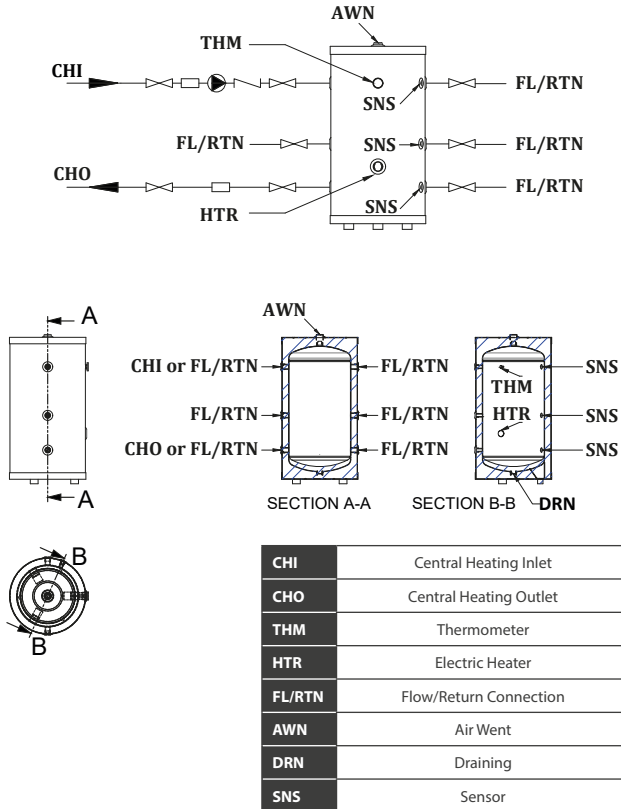 AWN
THM
CHI
SNS
FL/RTN
FL/RTN
SNS
FL/RTN
CHO
HTR
SNS
FL/RTN
A
A
AWN
CHI or FL/RTN
FL/RTN
FL/RTN
FL/RTN
CHO or FL/RTN
FL/RTN
SECTION A-A
THM
HTR
SNS
SNS
SNS
SECTION B-B
DRN
B
B
CHI Central Heating Inlet
CHO Central Heating Outlet
THM Thermometer
HTR Electric Heater
FL/RTN Flow/Return Connection
AWN Air Went
DRN Draining
SNS Sensor